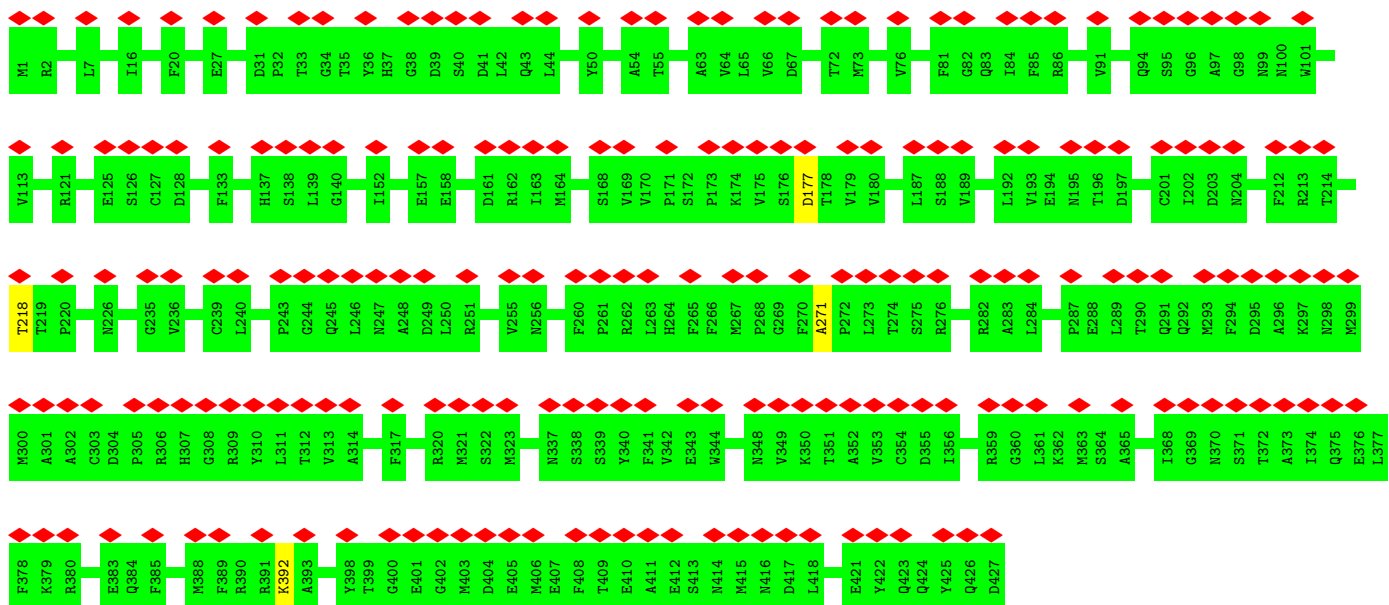 M1 R2 L7 I16 F20 E27 D31 P32 T33 G34 T35 Y36 H37 G38 D39 S40 D41 L42 Q43 L44 Y50 A54 T55 A63 V64 L65 V66 D67 T72 M73 V76 F81 G82 Q83 I84 F85 R86 V91 Q94 S95 G96 A97 G98 N99 N100 W101
V113 R121 E125 S126 C127 D128 F133 H137 S138 L139 G140 I152 E157 E158 D161 R162 I163 M164 S168 V169 V170 P171 S172 P173 K174 V175 S176 D177 T178 V179 V180 L187 S188 V189 L192 V193 E194 N195 T196 D197 C201 I202 D203 N204 F212 R213 T214
T218 T219 P220 N226 G235 V236 C239 L240 P243 G244 Q245 L246 N247 A248 D249 L250 R251 V255 N256 F260 P261 R262 L263 H264 F265 F266 M267 P268 G269 F270 A271 P272 L273 T274 S275 R276 R282 A283 L284 P287 E288 L289 T290 Q291 Q292 M293 F294 D295 A296 K297 N298 M299
M300 A301 A302 C303 D304 P305 R306 H307 G308 R309 Y310 L311 T312 V313 A314 F317 R320 M321 S322 M323 N337 S338 S339 Y340 F341 V342 E343 W344 N348 V349 K350 T351 A352 V353 C354 D355 I356 R359 G360 L361 K362 M363 S364 A365 I368 G369 N370 S371 T372 A373 I374 Q375 E376 L377
F378 K379 R380 E383 Q384 F385 M388 F389 R390 R391 K392 A393 Y398 T399 G400 E401 G402 M403 D404 E405 M406 E407 F408 T409 E410 A411 E412 S413 N414 M415 N416 D417 L418 E421 Y422 Q423 Q424 Y425 Q426 D427